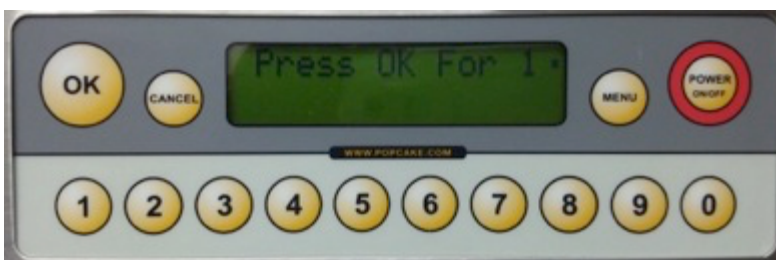 OK
CANCEL
Press OK For 1
MENU
POWER
ON/OFF
WWW.POPCAKE.COM
1 2 3 4 5 6 7 8 9 0